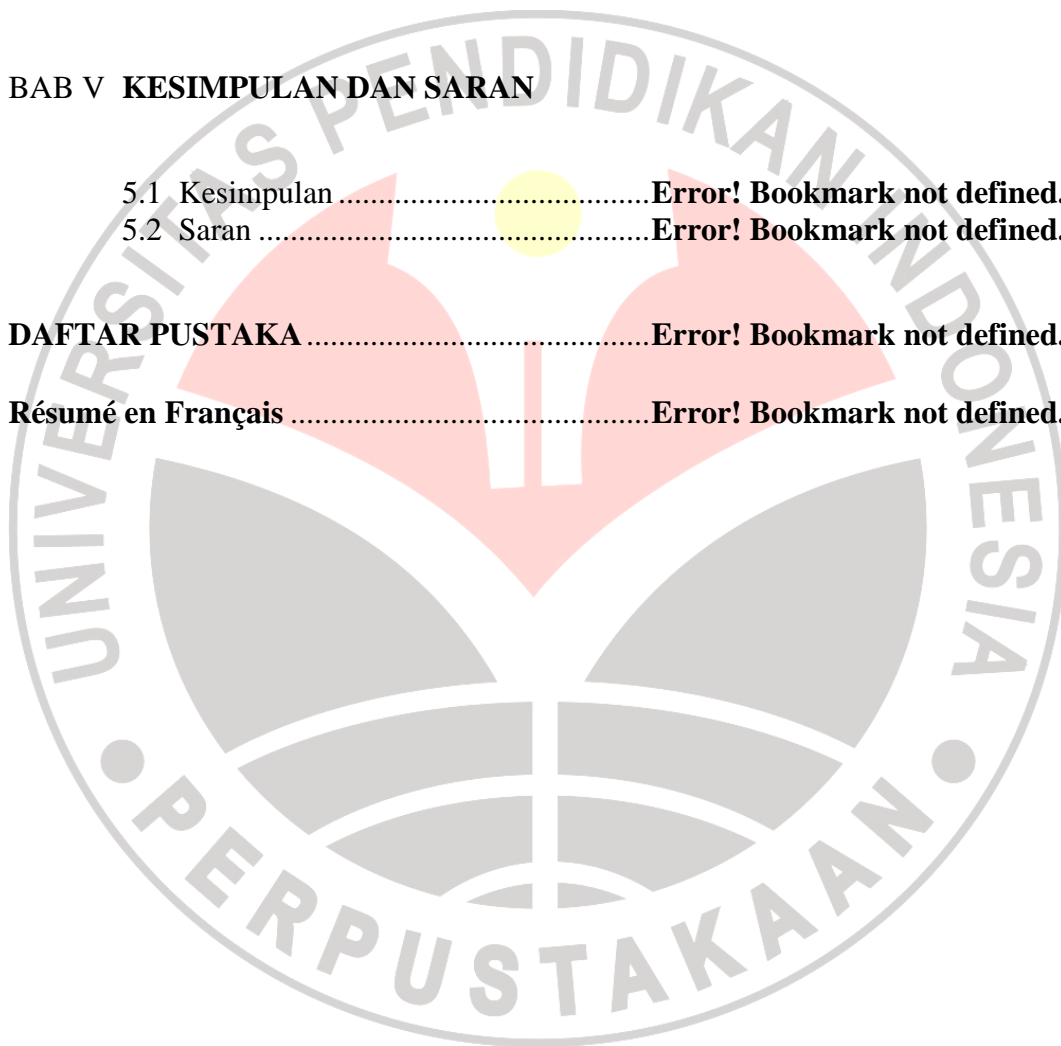 BAB V KESIMPULAN DAN SARAN
5.1 Kesimpulan ........................................ Error! Bookmark not defined.
5.2 Saran .................................................. Error! Bookmark not defined.
DAFTAR PUSTAKA ............................................ Error! Bookmark not defined.
Résumé en Français .............................................. Error! Bookmark not defined.
UNIVERSITAS PENDIDIKAN INDONESIA
PERPUSTAKAAN